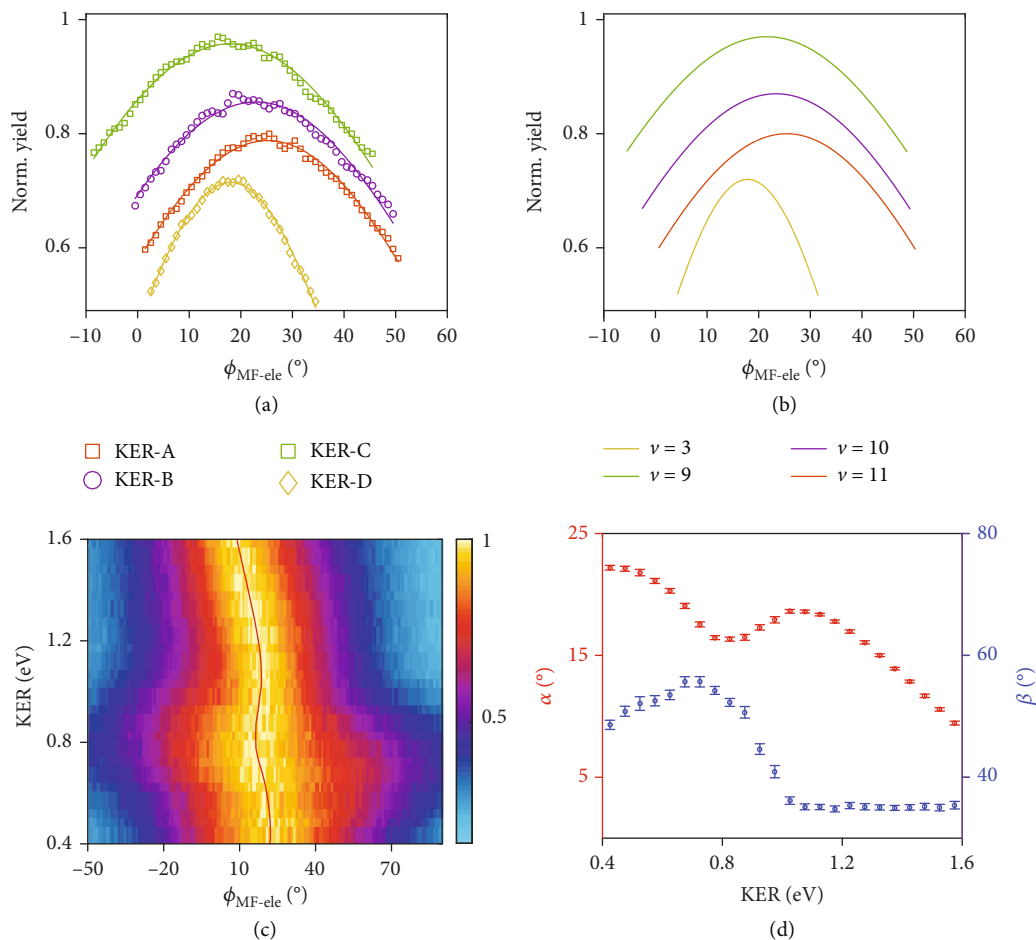 1
0.8
0.6
Norm. yield
–10 0 10 20 30 40 50 60
ϕMF-ele (°)
(a)
1
0.8
0.6
Norm. yield
–10 0 10 20 30 40 50 60
ϕMF-ele (°)
(b)
KER-A KER-C
KER-B KER-D
ν = 3 ν = 10
ν = 9 ν = 11
1.6
1.2
0.8
0.4
KER (eV)
–50 –20 10 40 70
ϕMF-ele (°)
1
0.5
(c)
25
15
5
α (°)
80
60
40
β (°)
0.4 0.8 1.2 1.6
KER (eV)
(d)